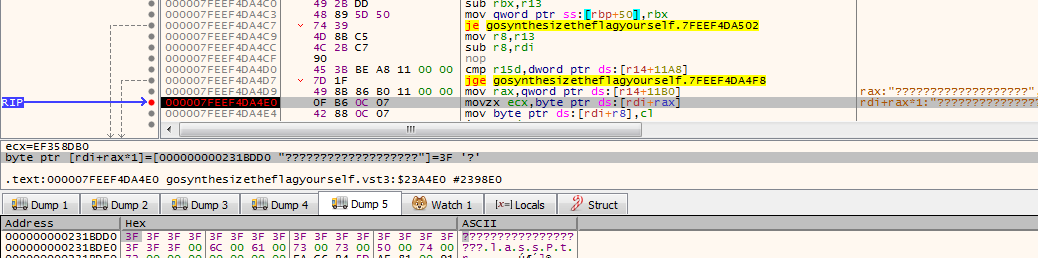 000007FEEF4DA4C0 49 2B DD sub rbx,r13
000007FEEF4DA4C3 48 89 5D 50 mov qword ptr ss:[rbp+50],rbx
000007FEEF4DA4C7 74 39 je gosynthesizetheflagyourself.7FEEF4DA502
000007FEEF4DA4C9 4D 8B C5 mov r8,r13
000007FEEF4DA4CC 4C 2B C7 sub r8,rdi
000007FEEF4DA4CF 90 nop
000007FEEF4DA4D0 45 3B BE A8 11 00 00 cmp r15d,dword ptr ds:[r14+11A8]
000007FEEF4DA4D7 7D 1F jge gosynthesizetheflagyourself.7FEEF4DA4F8
000007FEEF4DA4D9 49 8B 86 B0 11 00 00 mov rax,qword ptr ds:[r14+11B0] rax:"???????????????????"
RIP 000007FEEF4DA4E0 0F B6 0C 07 movzx ecx,byte ptr ds:[rdi+rax] rdi+rax*1:"???????????????
000007FEEF4DA4E4 42 88 0C 07 mov byte ptr ds:[rdi+r8],cl
ecx=EF358DB0
byte ptr [rdi+rax*1]=[000000000231BDD0 "???????????????????"]=3F '?'
.text:000007FEEF4DA4E0 gosynthesizetheflagyourself.vst3:$23A4E0 #2398E0
Dump 1 Dump 2 Dump 3 Dump 4 Dump 5 Watch 1 [x=] Locals Struct
Address Hex ASCII
000000000231BDD0 3F 3F 3F 3F 3F 3F 3F 3F 3F 3F 3F 3F 3F 3F 3F 3F ????????????????
000000000231BDE0 3F 3F 3F 00 6C 00 61 00 73 00 73 00 50 00 74 00 ???.l.a.s.s.P.t.